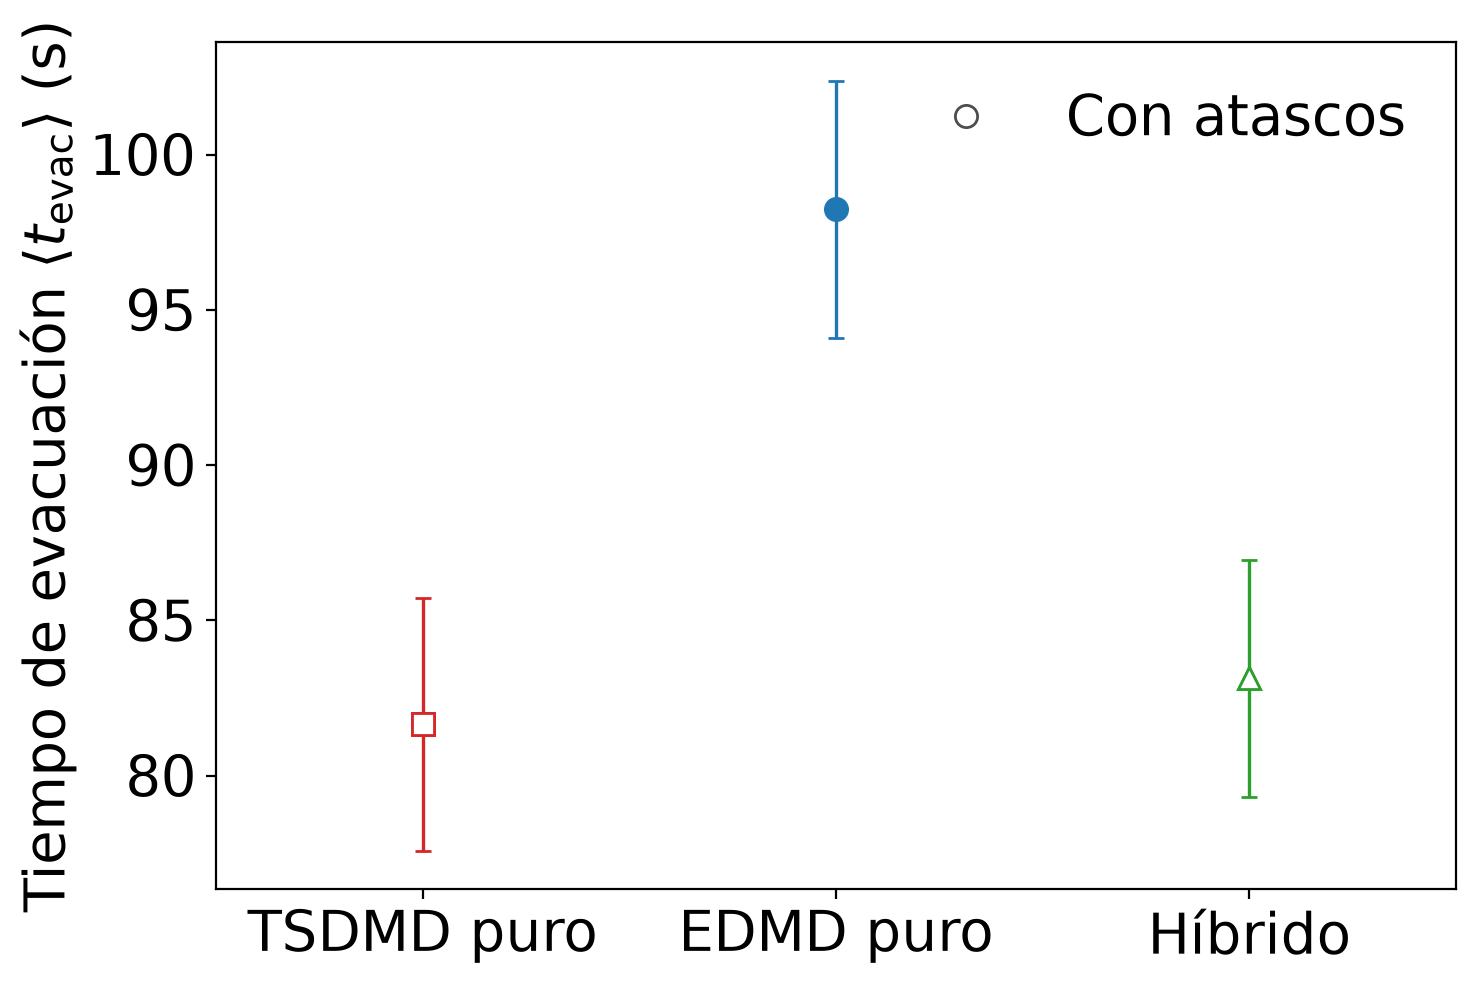 Tiempo de evacuación ⟨t_evac⟩ (s)
100
95
90
85
80
Con atascos
TSDMD puro
EDMD puro
Híbrido